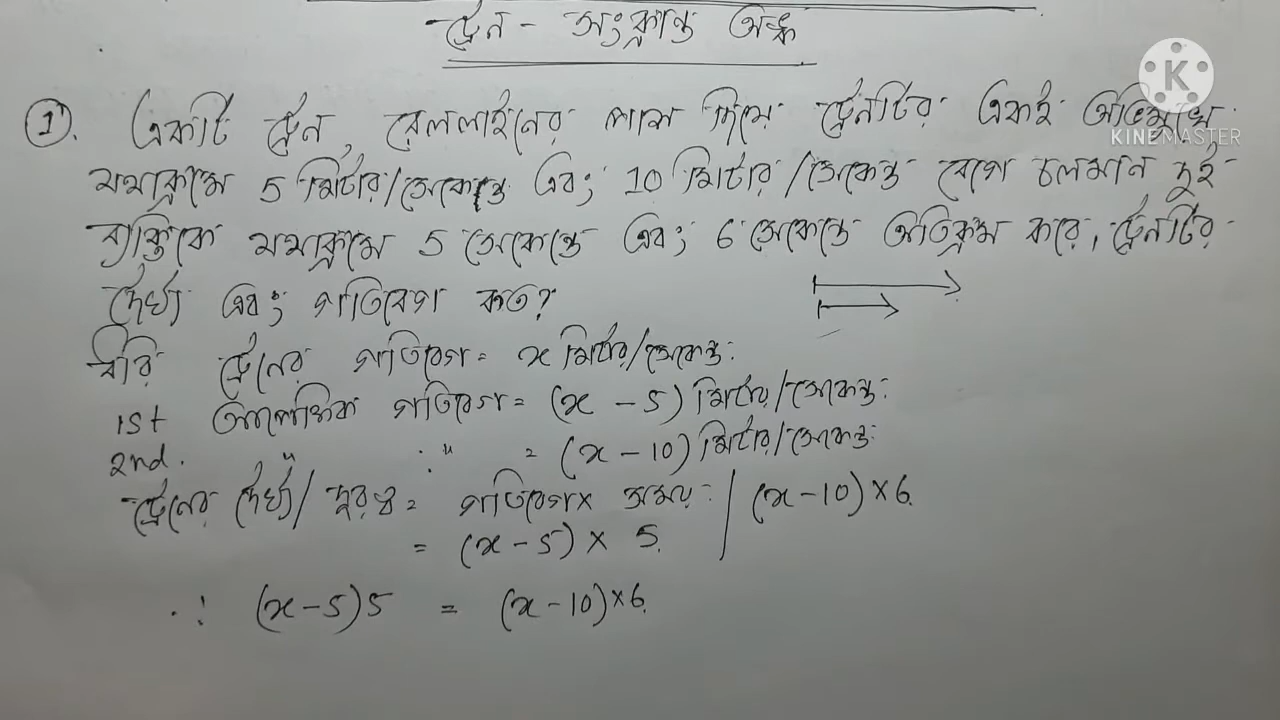 ট্রেন - সংক্রান্ত অঙ্ক
K
KINEMASTER
①. একটি ট্রেন, রেললাইনের পাশ দিয়ে ট্রেনটির একই অভিমুখে
যথাক্রমে 5 মিটার/সেকেন্ডে এবং 10 মিটার/সেকেন্ড বেগে চলমান দুই
ব্যক্তিকে যথাক্রমে 5 সেকেন্ডে এবং 6 সেকেন্ডে অতিক্রম করে, ট্রেনটির
দৈর্ঘ্য এবং গতিবেগ কত?
ধরি ট্রেনের গতিবেগ = x মিটার/সেকেন্ড.
1st আপেক্ষিক গতিবেগ = (x - 5) মিটার/সেকেন্ড.
2nd. " " = (x - 10) মিটার/সেকেন্ড.
ট্রেনের দৈর্ঘ্য/দূরত্ব = গতিবেগ × সময়. | (x - 10) × 6.
= (x - 5) × 5.
∴ (x - 5) 5 = (x - 10) × 6.